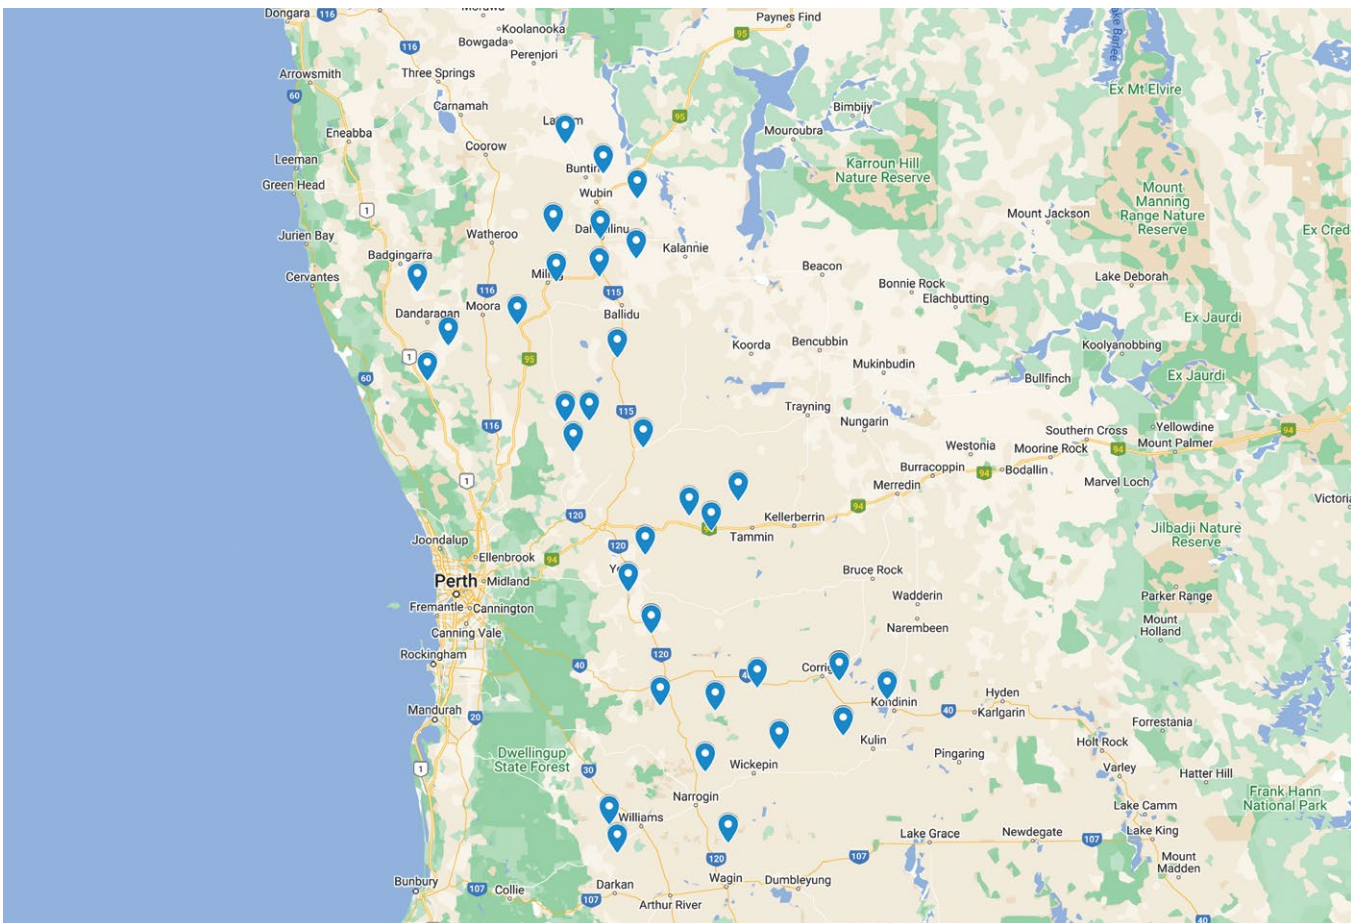 Dongara
116
Morawa
Koolanooka
Paynes Find
Bowgada
95
116
Perenjori
Three Springs
Arrowsmith
60
Carnamah
95
Bimbijy
Ex Mt Elvire
Lake Barlee
Mouroubra
Eneabba
Coorow
Leeman
Green Head
Karroun Hill
Nature Reserve
Wubin
Mount
Manning
Range Nature
Reserve
1
Mount Jackson
Jurien Bay
Watheroo
Kalannie
Badgingarra
Beacon
Cervantes
Bonnie Rock
Lake Deborah
116
115
Elachbutting
Moora
Dandaragan
Ballidu
Ex Jaurdi
1
95
Koorda
Bencubbin
Koolyanobbing
Mukinbudin
60
Bullfinch
Ex Jaurdi
Trayning
115
Nungarin
116
Southern Cross
Yellowdine
94
Westonia
Moorine Rock
94
Mount Palmer
1
Burracoppin
94
Bodallin
Merredin
Marvel Loch
94
120
Kellerberrin
Jilbadji Nature
Reserve
Joondalup
120
Tammin
Ellenbrook
94
Perth
Midland
Bruce Rock
Fremantle
Cannington
Wadderin
Parker Range
Canning Vale
Narembeen
Mount
Holland
Rockingham
40
120
Mandurah
20
Kondinin
40
Hyden
Karlgarin
Forrestania
Kulin
Pingaring
Holt Rock
Dwellingup
State Forest
1
30
Wickepin
Varley
Hatter Hill
Narrogin
Frank Hann
National Park
Williams
Lake Camm
Lake Grace
Newdegate
107
Lake King
120
107
Mount
Madden
Bunbury
107
Collie
Darkan
107
Wagin
Dumbleyung
Arthur River
40